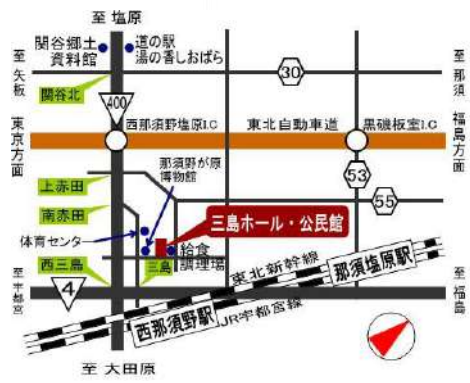 至 塩原
関谷郷土
資料館
道の駅
湯の香しおばら
至矢板
30
至那須
関谷北
400
東京方面
西那須野塩原I.C
東北自動車道
黒磯板室I.C
福島方面
那須野が原
博物館
53
上赤田
55
南赤田
三島ホール・公民館
体育センタ
給食
調理場
西三島
三島
東北新幹線
那須塩原駅
至宇都宮
4
至福島
西那須野駅
JR宇都宮線
至 大田原